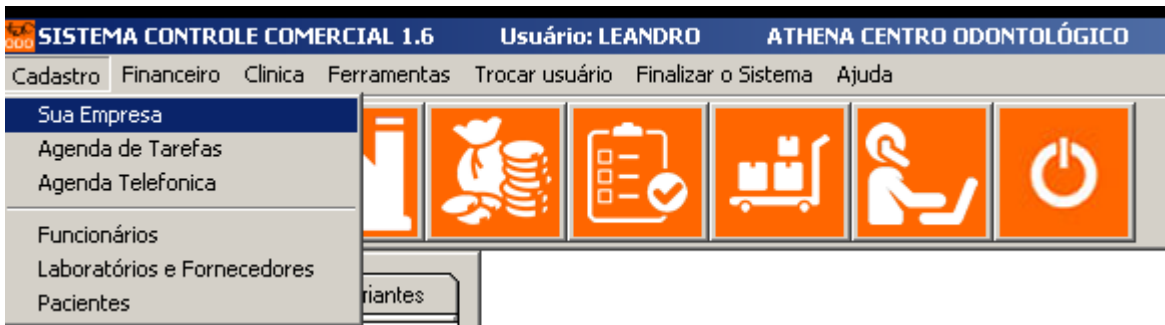 SISTEMA CONTROLE COMERCIAL 1.6 Usuário: LEANDRO ATHENA CENTRO ODONTOLÓGICO
Cadastro Financeiro Clinica Ferramentas Trocar usuário Finalizar o Sistema Ajuda
Sua Empresa
Agenda de Tarefas
Agenda Telefonica
Funcionários
Laboratórios e Fornecedores
Pacientes
riantes